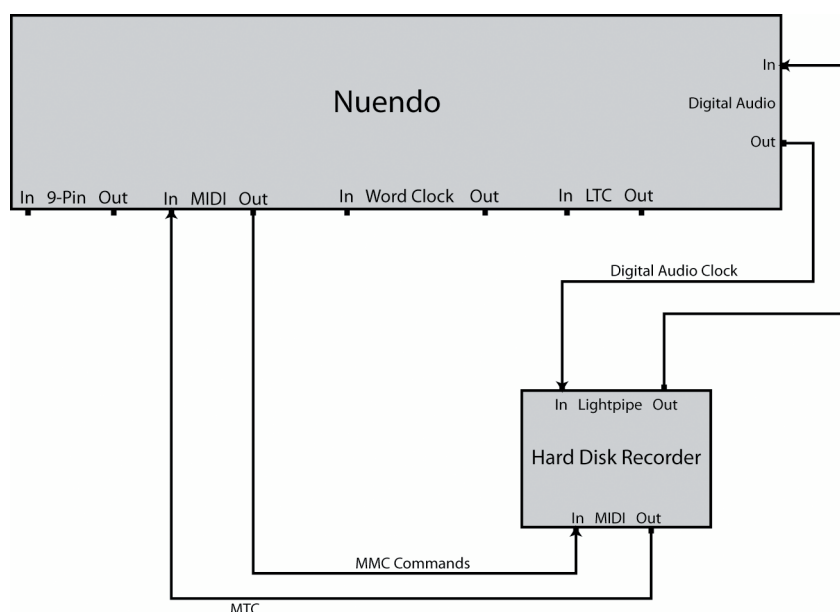 In
Nuendo
Digital Audio
Out
In 9-Pin Out In MIDI Out In Word Clock Out In LTC Out
Digital Audio Clock
In Lightpipe Out
Hard Disk Recorder
In MIDI Out
MMC Commands
MTC